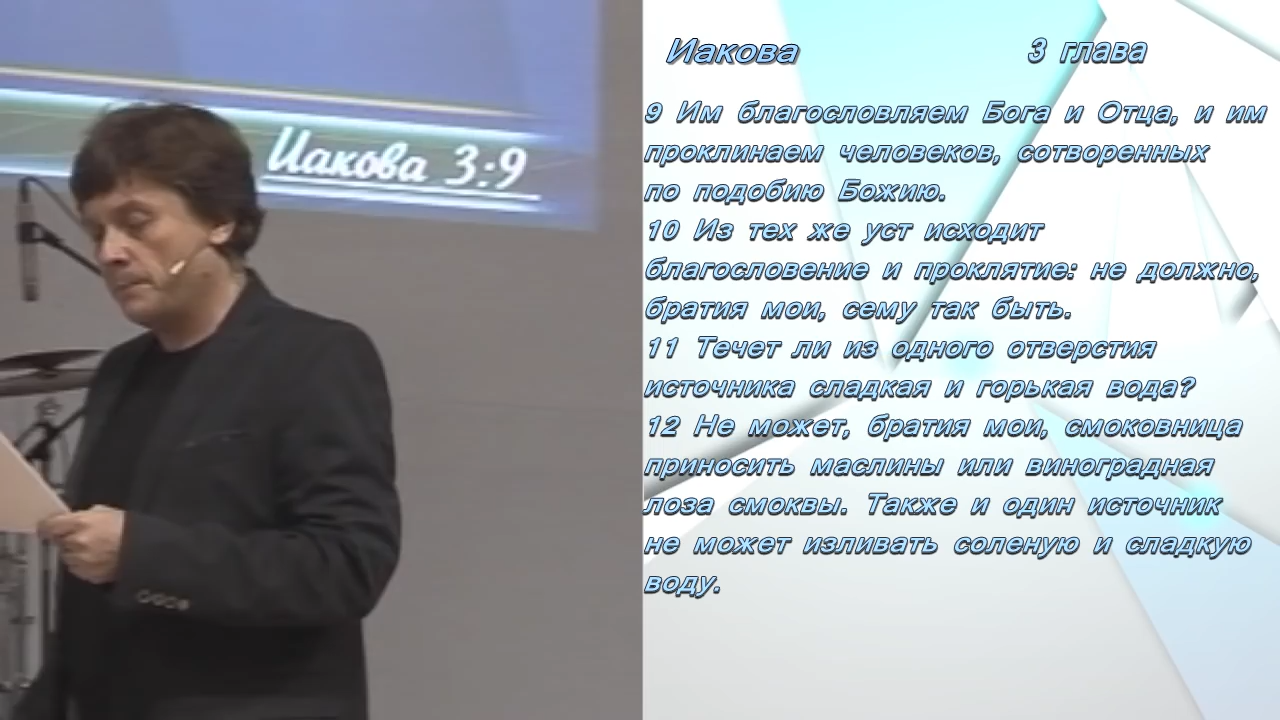 Иакова 3:9
Иакова 3 глава
9 Им благословляем Бога и Отца, и им
проклинаем человеков, сотворенных
по подобию Божию.
10 Из тех же уст исходит
благословение и проклятие: не должно,
братия мои, сему так быть.
11 Течет ли из одного отверстия
источника сладкая и горькая вода?
12 Не может, братия мои, смоковница
приносить маслины или виноградная
лоза смоквы. Также и один источник
не может изливать соленую и сладкую
воду.